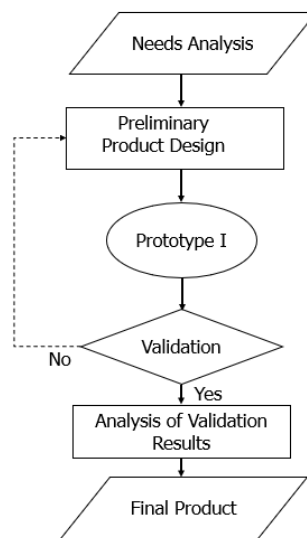 Needs Analysis
Preliminary
Product Design
Prototype I
Validation
No
Yes
Analysis of Validation
Results
Final Product